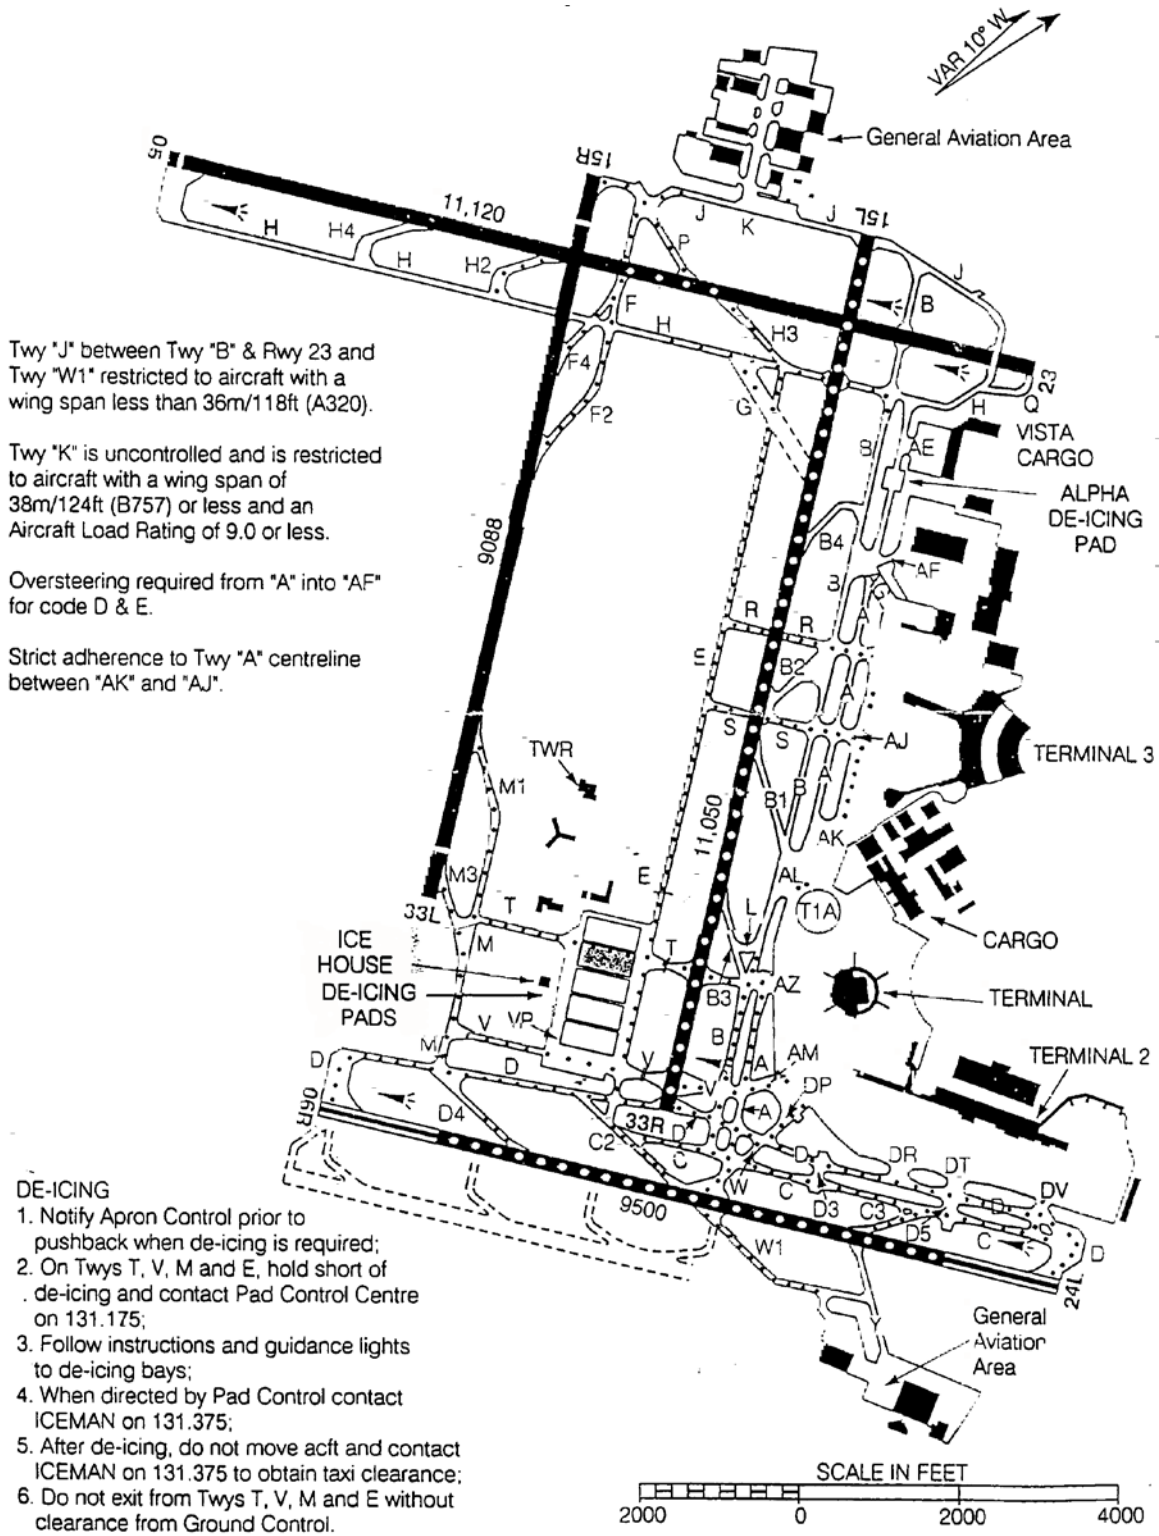 VAR 10° W
General Aviation Area
05
15R
11,120
J
K
J
15L
H
H4
H
H2
P
J
B
F
H
H3
23
Twy "J" between Twy "B" & Rwy 23 and
Twy "W1" restricted to aircraft with a
wing span less than 36m/118ft (A320).
F4
G
F2
H
Q
B
AE
VISTA
CARGO
Twy "K" is uncontrolled and is restricted
to aircraft with a wing span of
38m/124ft (B757) or less and an
Aircraft Load Rating of 9.0 or less.
ALPHA
DE-ICING
PAD
9088
B4
AF
Oversteering required from "A" into "AF"
for code D & E.
B
G
A
R
R
Strict adherence to Twy "A" centreline
between "AK" and "AJ".
E
B2
A
S
S
AJ
TWR
TERMINAL 3
M1
B1
B
A
11,050
AK
M3
E
AL
33L
T
L
T1A
ICE
HOUSE
DE-ICING
PADS
M
T
CARGO
B3
AZ
TERMINAL
VP
V
B
M
D
D
V
V
A
AM
TERMINAL 2
DP
06R
D4
33R
D
A
C2
C
W
D
DR
DT
DV
C
D3
C3
D5
D
C
D
9500
W1
24L
Y
General
Aviation
Area
DE-ICING
1. Notify Apron Control prior to
pushback when de-icing is required;
2. On Twys T, V, M and E, hold short of
de-icing and contact Pad Control Centre
on 131.175;
3. Follow instructions and guidance lights
to de-icing bays;
4. When directed by Pad Control contact
ICEMAN on 131.375;
5. After de-icing, do not move acft and contact
ICEMAN on 131.375 to obtain taxi clearance;
6. Do not exit from Twys T, V, M and E without
clearance from Ground Control.
SCALE IN FEET
2000 0 2000 4000